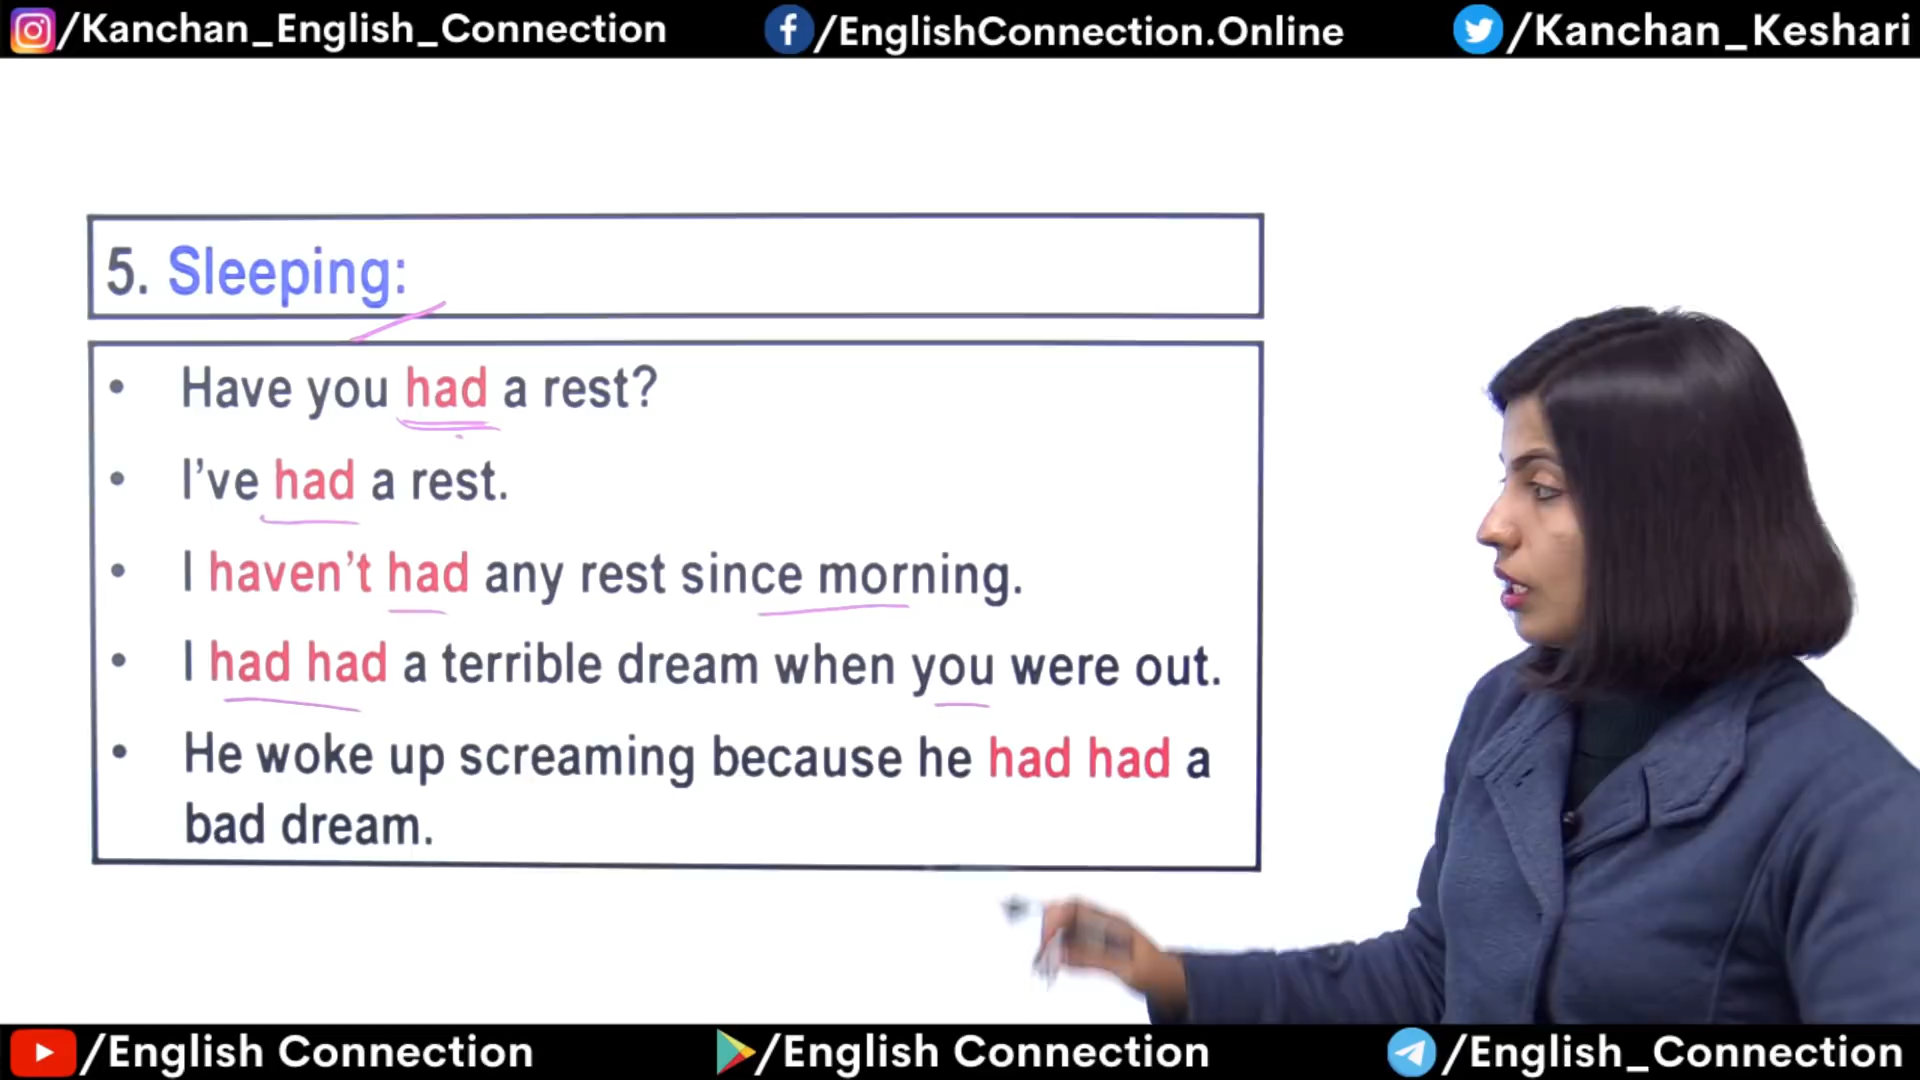 /Kanchan_English_Connection /EnglishConnection.Online /Kanchan_Keshari
5. Sleeping:
• Have you had a rest?
• I’ve had a rest.
• I haven’t had any rest since morning.
• I had had a terrible dream when you were out.
• He woke up screaming because he had had a
bad dream.
/English Connection /English Connection /English_Connection